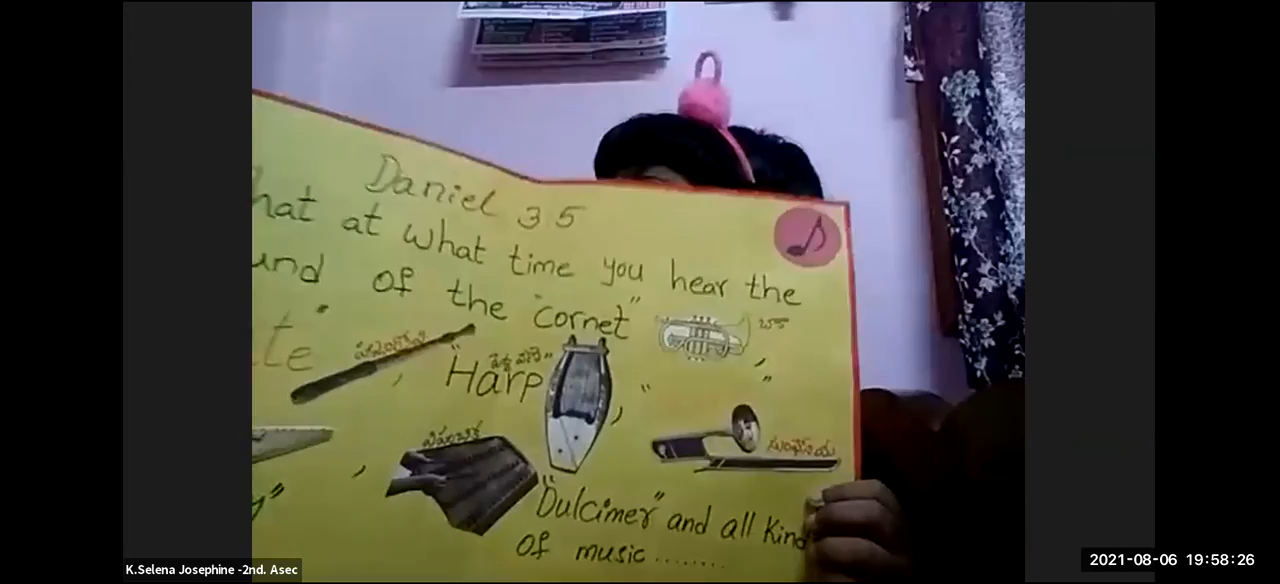 Daniel 3 5
hat at what time you hear the
und of the "cornet"
te"
"Harp
"Dulcimer" and all kind
Of music ........
K.Selena Josephine -2nd. Asec
2021-08-06 19:58:26